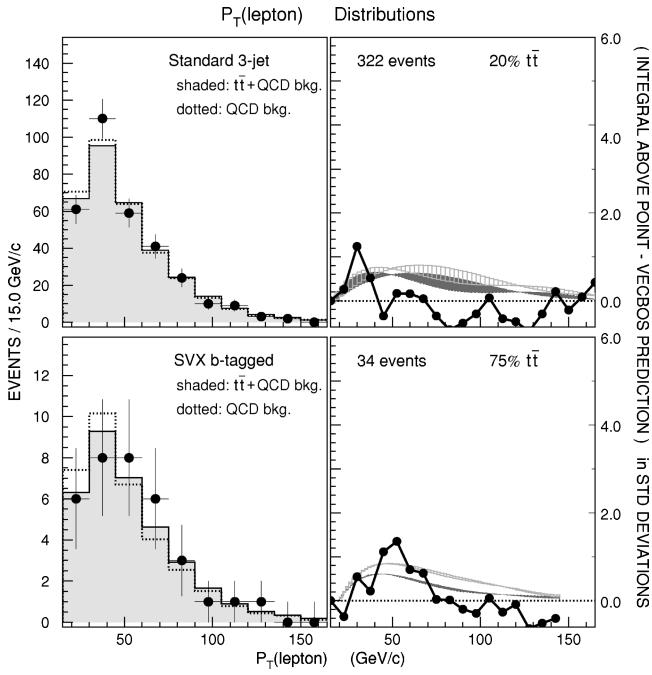 P_T(lepton) Distributions
Standard 3-jet
shaded: tt̄+QCD bkg.
dotted: QCD bkg.
322 events 20% tt̄
140
120
100
80
60
40
20
0
6.0
4.0
2.0
0.0
SVX b-tagged
shaded: tt̄+QCD bkg.
dotted: QCD bkg.
34 events 75% tt̄
12
10
8
6
4
2
0
6.0
4.0
2.0
0.0
50 100 150 50 100 150
P_T(lepton) (GeV/c)
EVENTS / 15.0 GeV/c
( INTEGRAL ABOVE POINT - VECBOS PREDICTION ) in STD DEVIATIONS